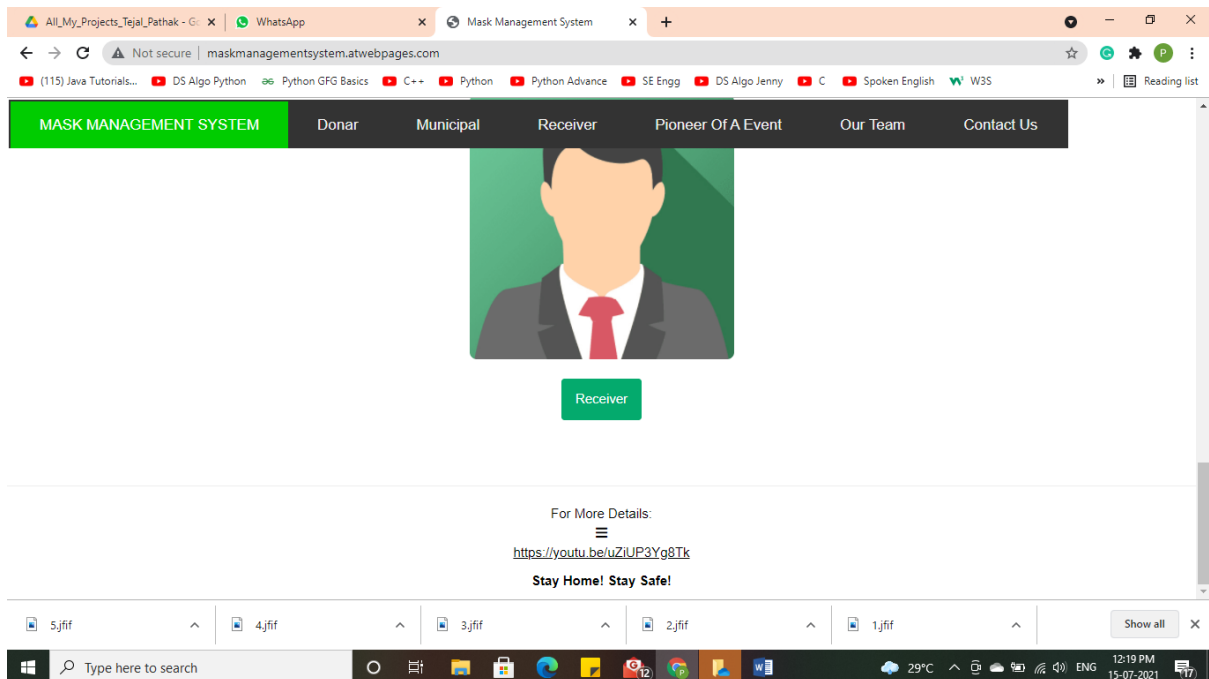 All_My_Projects_Tejal_Pathak - Go
WhatsApp
Mask Management System
Not secure | maskmanagementsystem.atwebpages.com
P
(115) Java Tutorials...
DS Algo Python
Python GFG Basics
C++
Python
Python Advance
SE Engg
DS Algo Jenny
C
Spoken English
W3S
»
Reading list
MASK MANAGEMENT SYSTEM
Donar
Municipal
Receiver
Pioneer Of A Event
Our Team
Contact Us
Receiver
For More Details:
https://youtu.be/uZiUP3Yg8Tk
Stay Home! Stay Safe!
5.jfif
4.jfif
3.jfif
2.jfif
1.jfif
Show all
Type here to search
12
29°C
ENG
12:19 PM
15-07-2021
17